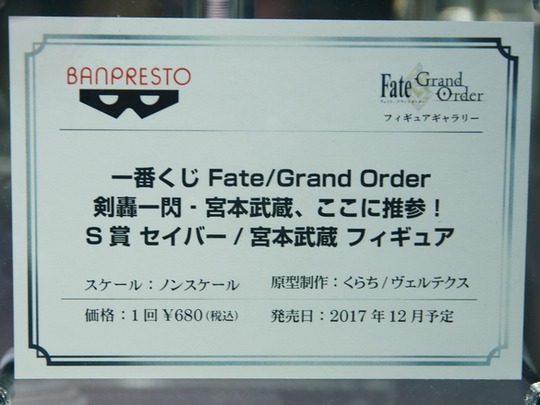 BANPRESTO
Fate Grand Order
フィギュアギャラリー
一番くじ Fate/Grand Order
剣轟一閃 - 宮本武蔵、ここに推参!
S賞 セイバー / 宮本武蔵 フィギュア
スケール:ノンスケール 原型制作:くらち/ヴェルテクス
価格:1回 ¥680(税込) 発売日:2017年12月予定